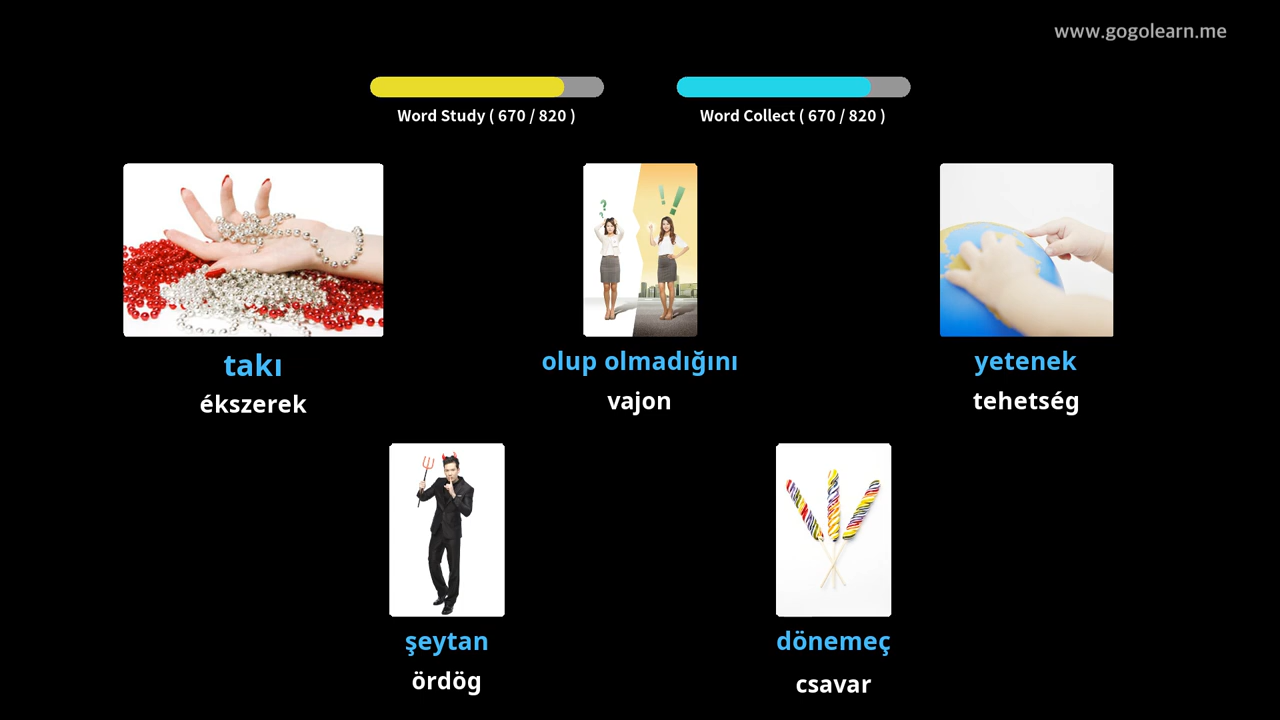 www.gogolearn.me
Word Study ( 670 / 820 )
Word Collect ( 670 / 820 )
takı
ékszerek
olup olmadığını
vajon
yetenek
tehetség
şeytan
ördög
dönemeç
csavar